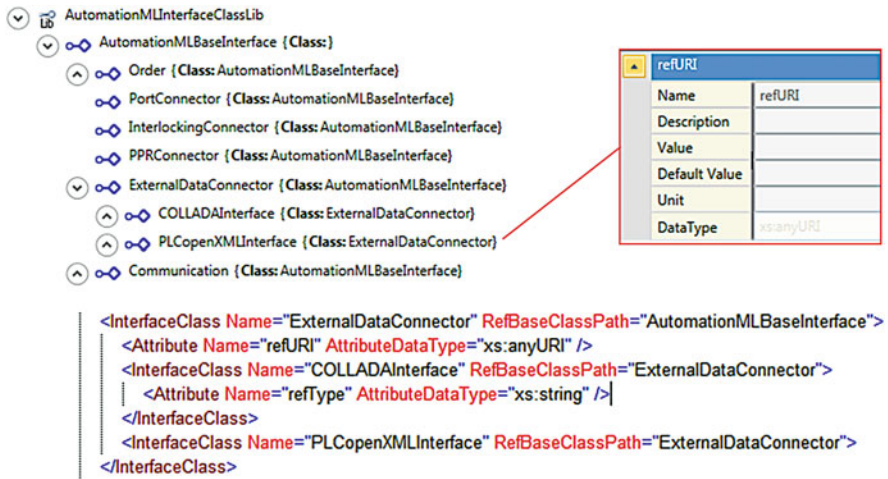 AutomationMLInterfaceClassLib
Lib
AutomationMLBaseInterface {Class:}
Order {Class: AutomationMLBaseInterface}
PortConnector {Class: AutomationMLBaseInterface}
InterlockingConnector {Class: AutomationMLBaseInterface}
PPRConnector {Class: AutomationMLBaseInterface}
ExternalDataConnector {Class: AutomationMLBaseInterface}
COLLADAInterface {Class: ExternalDataConnector}
PLCopenXMLInterface {Class: ExternalDataConnector}
Communication {Class: AutomationMLBaseInterface}
refURI
Name refURI
Description
Value
Default Value
Unit
DataType xs:anyURI
<InterfaceClass Name="ExternalDataConnector" RefBaseClassPath="AutomationMLBaseInterface">
<Attribute Name="refURI" AttributeDataType="xs:anyURI" />
<InterfaceClass Name="COLLADAInterface" RefBaseClassPath="ExternalDataConnector">
<Attribute Name="refType" AttributeDataType="xs:string" />
</InterfaceClass>
<InterfaceClass Name="PLCopenXMLInterface" RefBaseClassPath="ExternalDataConnector">
</InterfaceClass>